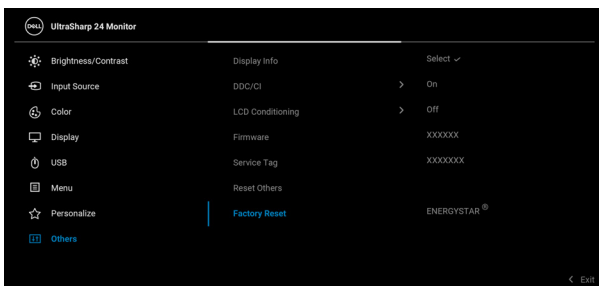 DELL UltraSharp 24 Monitor
Brightness/Contrast Display Info Select ✓
Input Source DDC/CI > On
Color LCD Conditioning > Off
Display Firmware XXXXXX
USB Service Tag XXXXXXX
Menu Reset Others
Personalize Factory Reset ENERGYSTAR ®
Others
< Exit